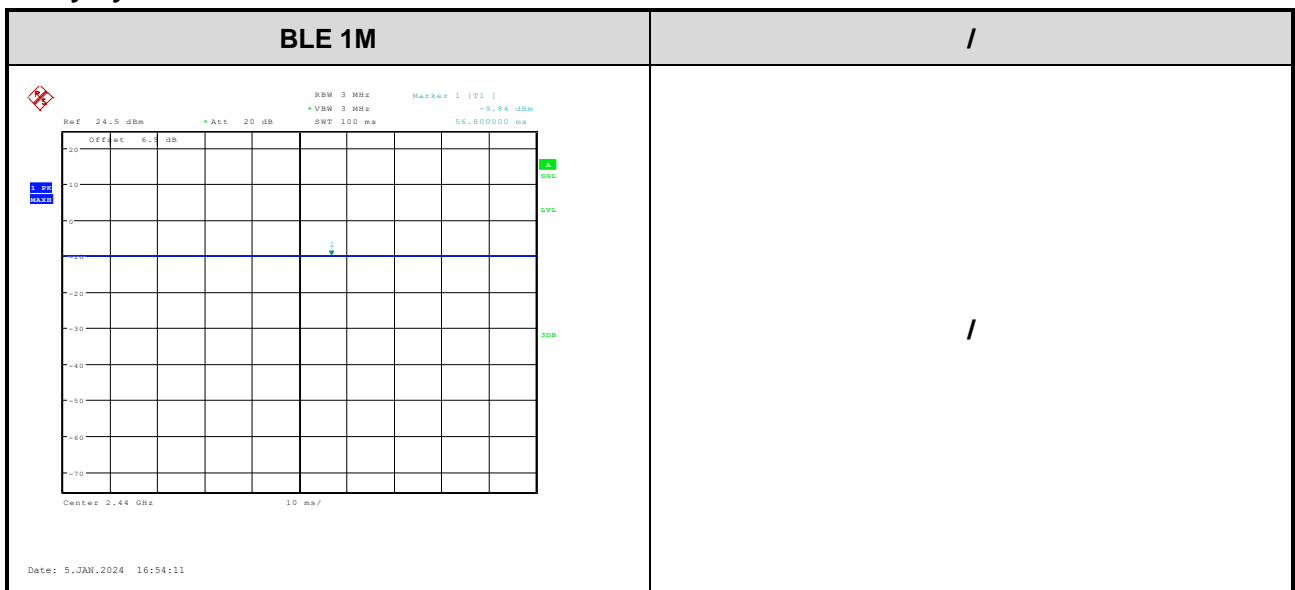 BLE 1M
/
R S
RBW 3 MHz
Marker 1 [T1 ]
* VBW 3 MHz
-9.84 dBm
Ref 24.5 dBm
* Att 20 dB
SWT 100 ms
56.800000 ms
Offset 6.5 dB
20
A
SGL
1 PK
MAXH
10
LVL
0
1
-10
-20
-30
3DB
-40
-50
-60
-70
Center 2.44 GHz
10 ms/
Date: 5.JAN.2024 16:54:11
/